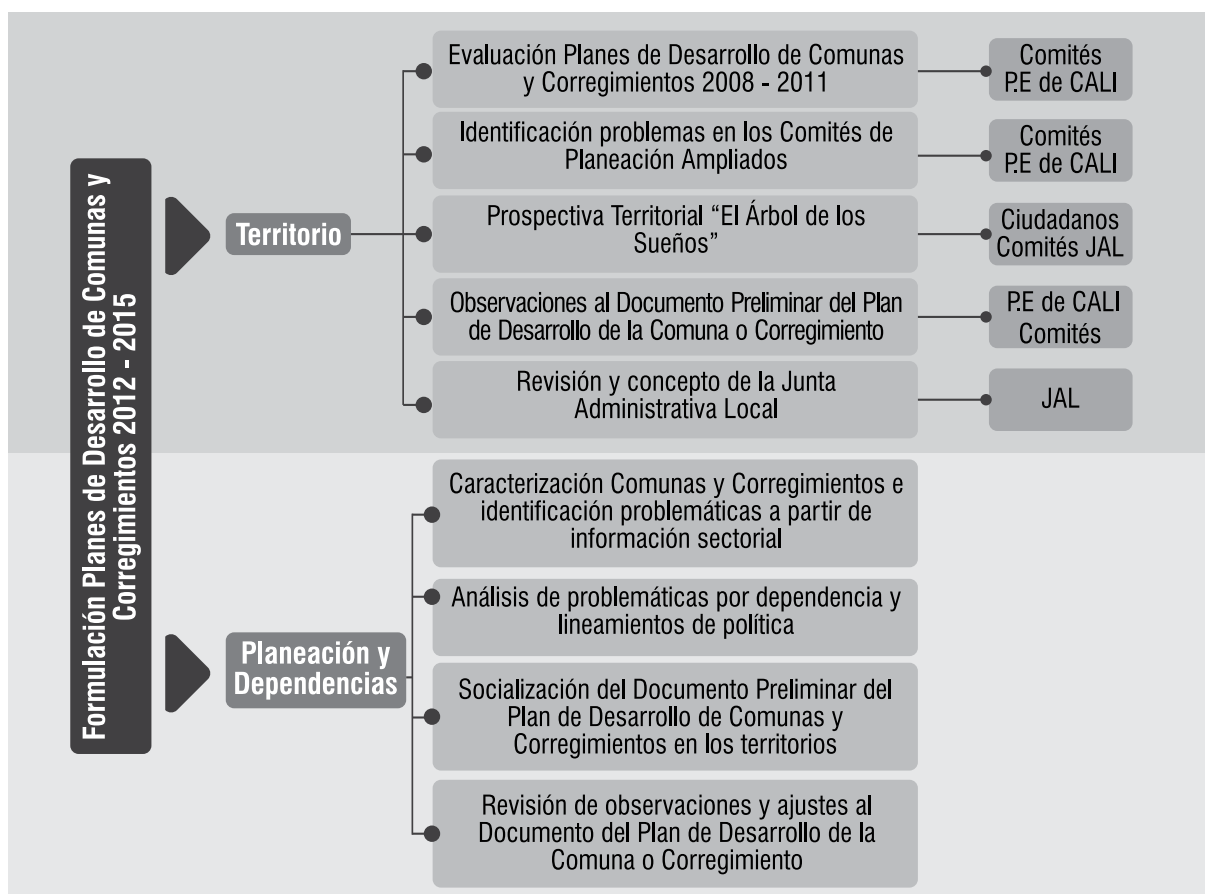 Formulación Planes de Desarrollo de Comunas y
Corregimientos 2012 - 2015
Territorio
Evaluación Planes de Desarrollo de Comunas
y Corregimientos 2008 - 2011
Comités
P.E de CALI
Identificación problemas en los Comités de
Planeación Ampliados
Comités
P.E de CALI
Prospectiva Territorial “El Árbol de los
Sueños”
Ciudadanos
Comités JAL
Observaciones al Documento Preliminar del Plan
de Desarrollo de la Comuna o Corregimiento
P.E de CALI
Comités
Revisión y concepto de la Junta
Administrativa Local
JAL
Planeación y
Dependencias
Caracterización Comunas y Corregimientos e
identificación problemáticas a partir de
información sectorial
Análisis de problemáticas por dependencia y
lineamientos de política
Socialización del Documento Preliminar del
Plan de Desarrollo de Comunas y
Corregimientos en los territorios
Revisión de observaciones y ajustes al
Documento del Plan de Desarrollo de la
Comuna o Corregimiento